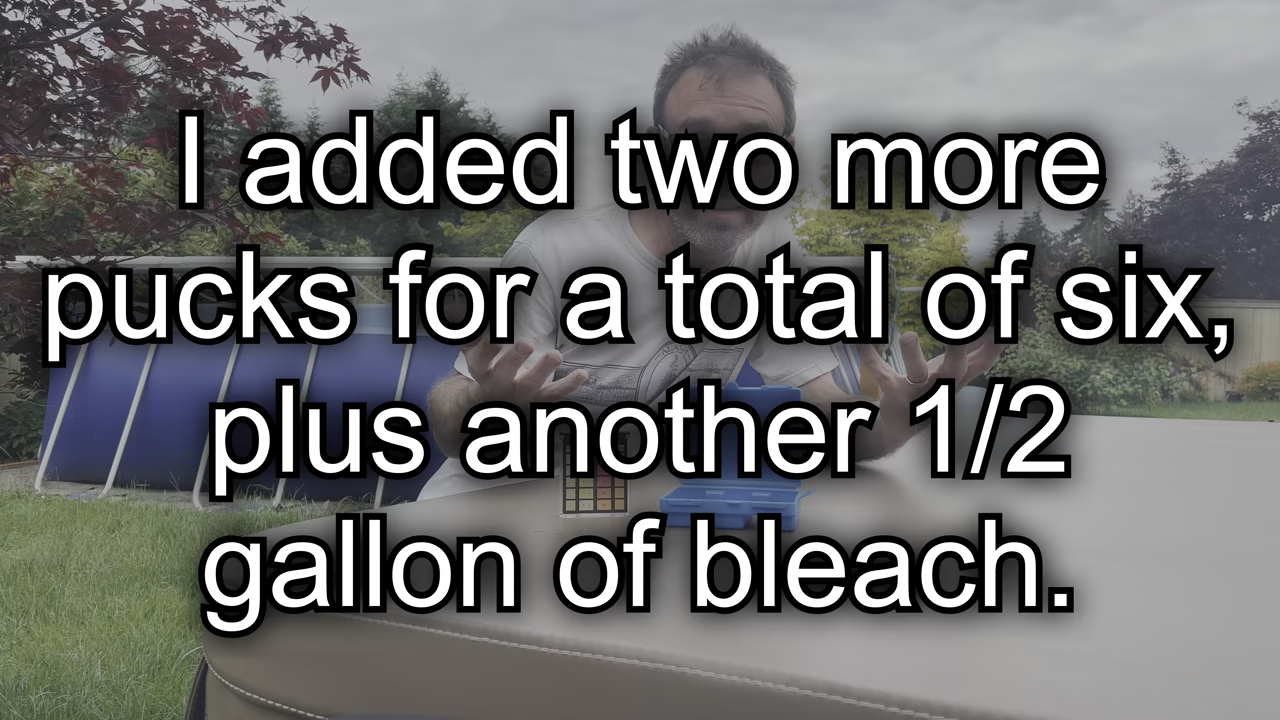 I added two more
pucks for a total of six,
plus another 1/2
gallon of bleach.